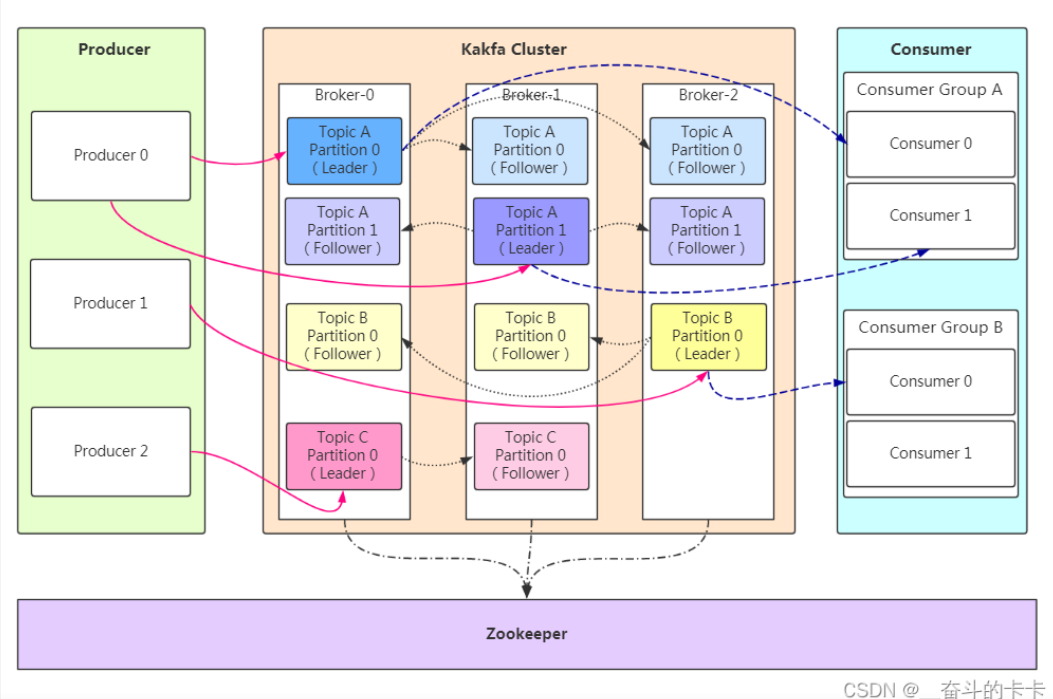 Producer
Kakfa Cluster
Consumer
Broker-0
Broker-1
Broker-2
Consumer Group A
Producer 0
Topic A
Partition 0
( Leader )
Topic A
Partition 0
( Follower )
Topic A
Partition 0
( Follower )
Consumer 0
Topic A
Partition 1
( Follower )
Topic A
Partition 1
( Leader )
Topic A
Partition 1
( Follower )
Consumer 1
Producer 1
Topic B
Partition 0
( Follower )
Topic B
Partition 0
( Follower )
Topic B
Partition 0
( Leader )
Consumer Group B
Consumer 0
Producer 2
Topic C
Partition 0
( Leader )
Topic C
Partition 0
( Follower )
Consumer 1
Zookeeper
CSDN @__奋斗的卡卡